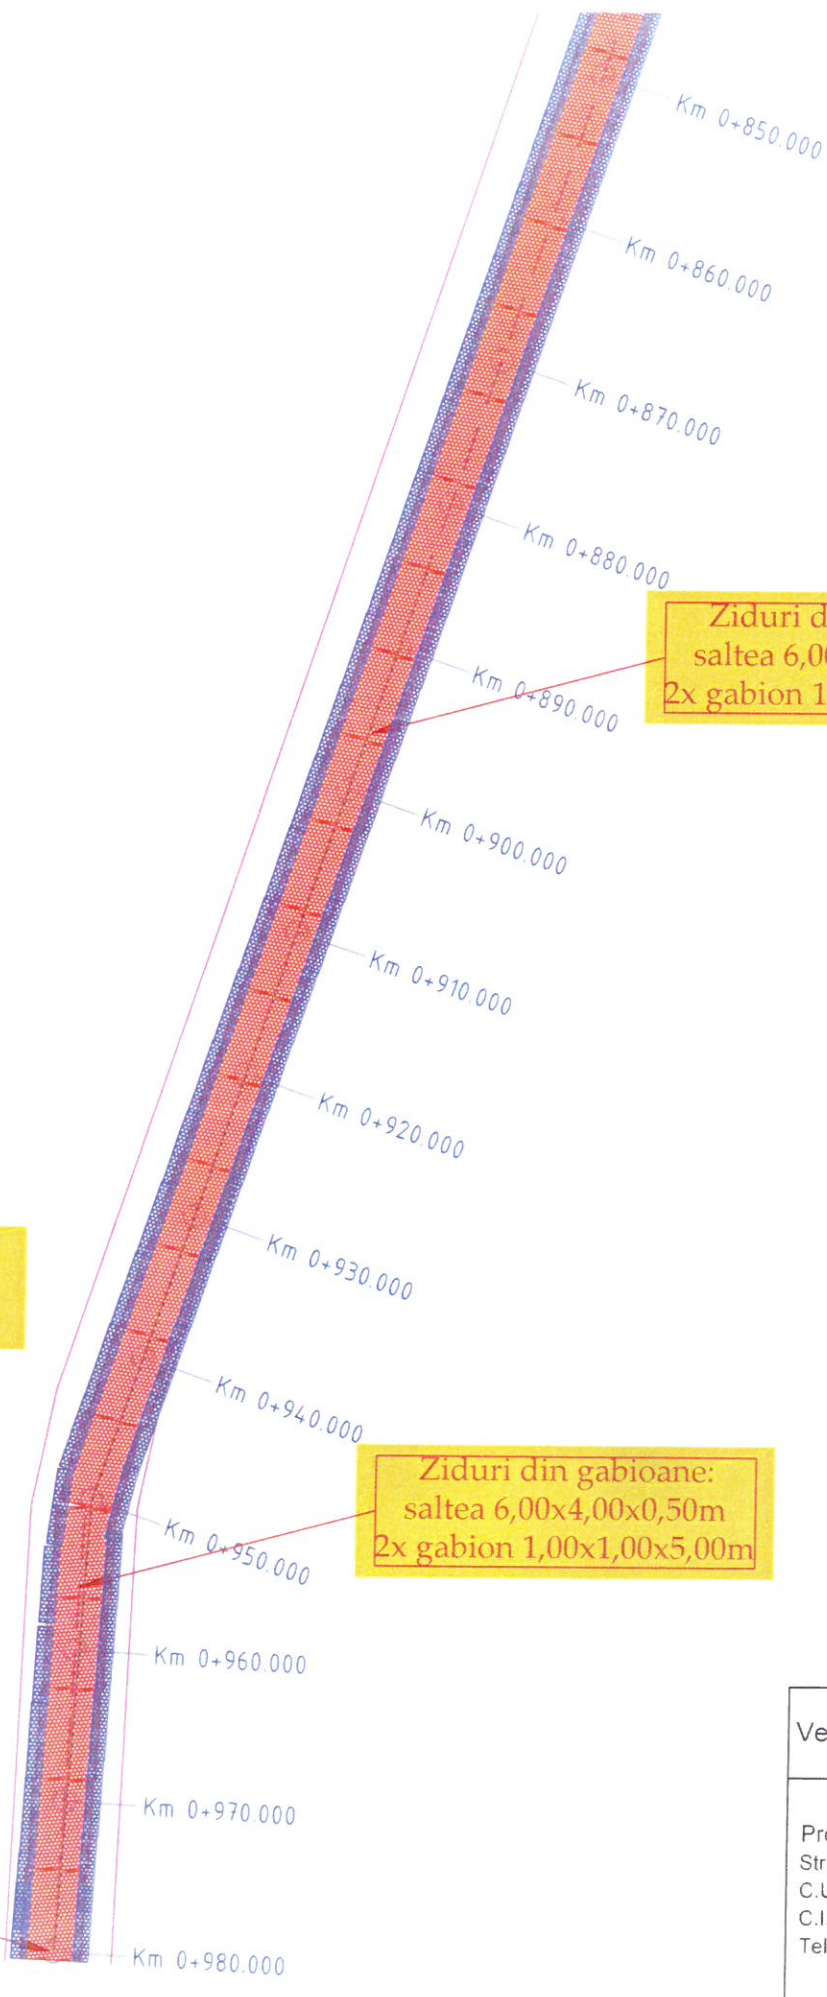 Km 0+850.000
Km 0+860.000
Km 0+870.000
Km 0+880.000
Ziduri d
saltea 6,0
2x gabion 1
Km 0+890.000
Km 0+900.000
Km 0+910.000
Km 0+920.000
Km 0+930.000
Km 0+940.000
Ziduri din gabioane:
saltea 6,00x4,00x0,50m
2x gabion 1,00x1,00x5,00m
Km 0+950.000
Km 0+960.000
Km 0+970.000
Km 0+980.000
Ve
Pr
Str
C.U
C.I.
Tel